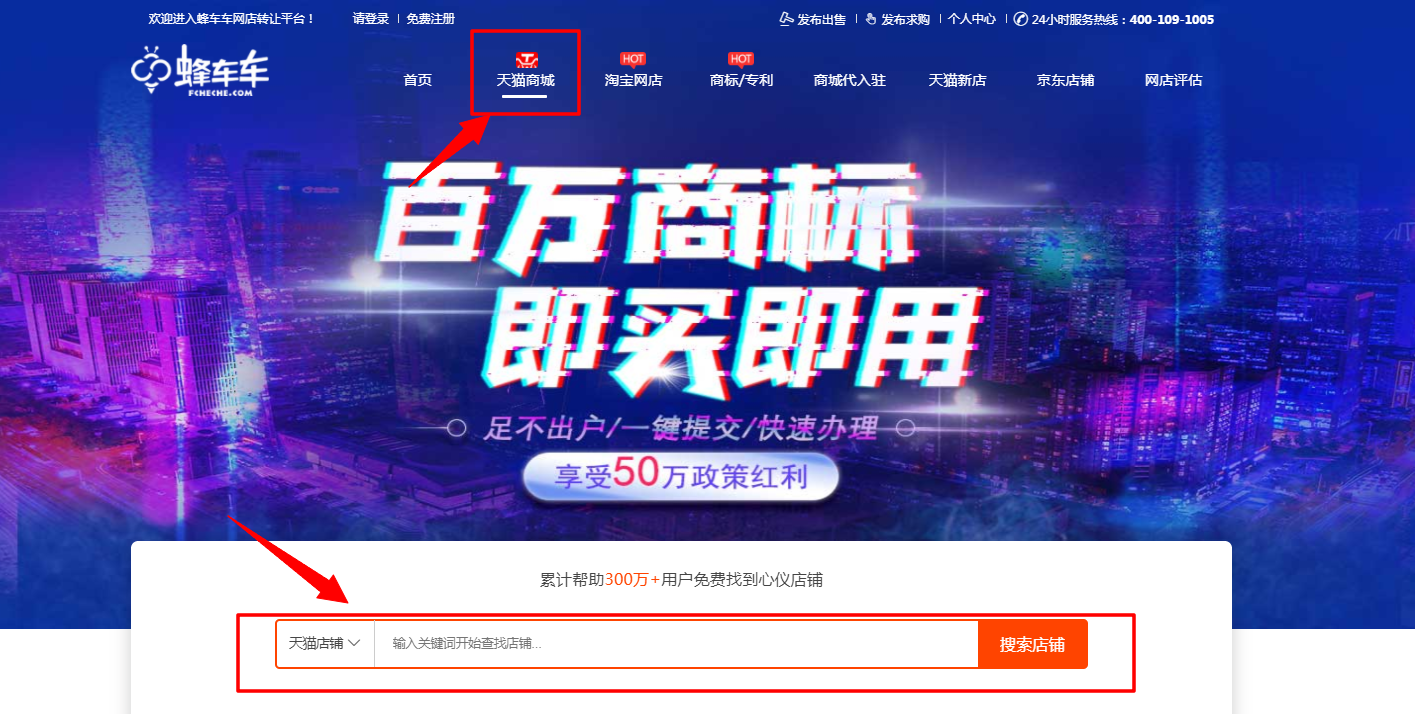 欢迎进入蜂车车网店转让平台！ 请登录 | 免费注册 发布出售 | 发布求购 | 个人中心 | 24小时服务热线：400-109-1005
蜂车车
FCHECHE.COM
HOT HOT
首页 天猫商城 淘宝网店 商标/专利 商城代入驻 天猫新店 京东店铺 网店评估
百万商标
即买即用
足不出户/一键提交/快速办理
享受50万政策红利
累计帮助300万+用户免费找到心仪店铺
天猫店铺 输入关键词开始查找店铺... 搜索店铺